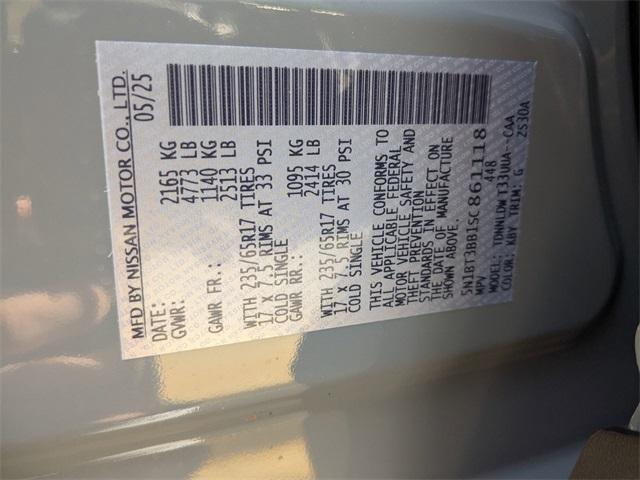 MFD BY NISSAN MOTOR CO., LTD.
DATE: 05/25
GVWR: 2165 KG
4773 LB
GAWR FR.: 1140 KG
2513 LB
WITH 235/65R17 TIRES
17 X 7.5 RIMS AT 33 PSI
COLD SINGLE
GAWR RR.: 1095 KG
2414 LB
WITH 235/65R17 TIRES
17 X 7.5 RIMS AT 30 PSI
COLD SINGLE
THIS VEHICLE CONFORMS TO
ALL APPLICABLE FEDERAL
MOTOR VEHICLE SAFETY AND
THEFT PREVENTION
STANDARDS IN EFFECT ON
THE DATE OF MANUFACTURE
SHOWN ABOVE.
5N1BT3BB1SC861118
MPV 448
MODEL: TDNNLDW T33UUA--CAA
COLOR: KBY TRIM: G ZS30A